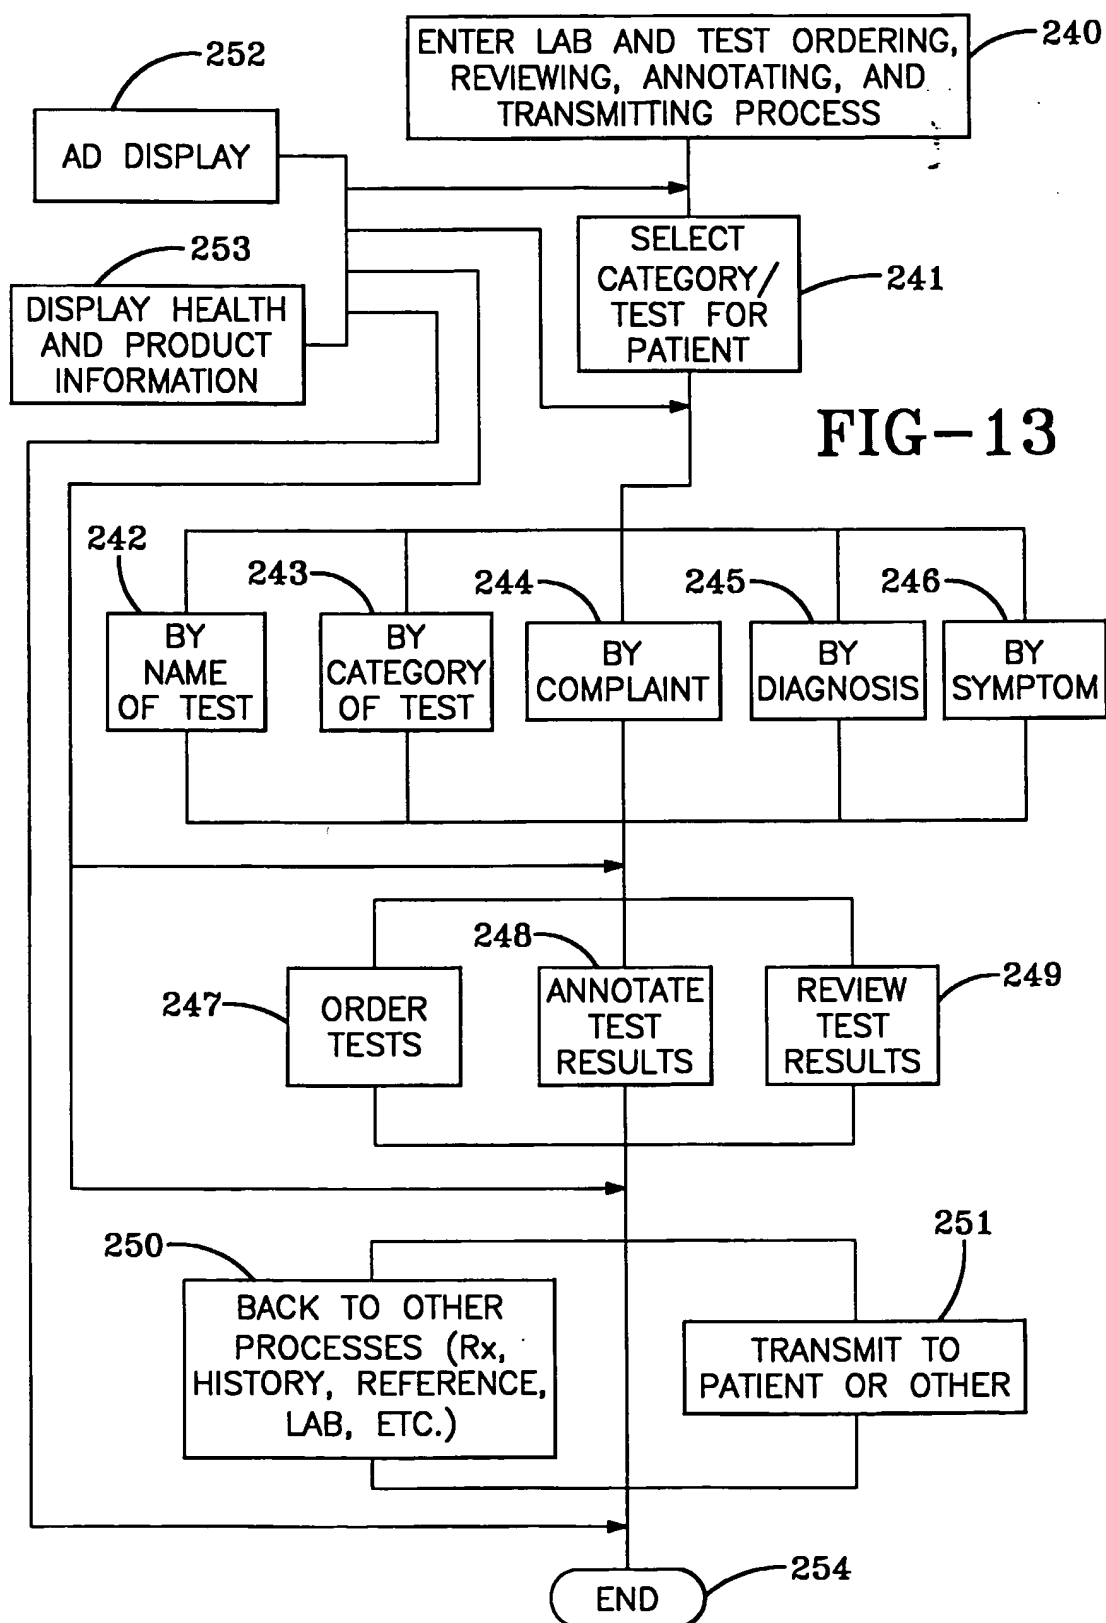 240
ENTER LAB AND TEST ORDERING,
REVIEWING, ANNOTATING, AND
TRANSMITTING PROCESS
252
AD DISPLAY
253
DISPLAY HEALTH
AND PRODUCT
INFORMATION
SELECT
CATEGORY/
TEST FOR
PATIENT
241
FIG-13
242
BY
NAME
OF TEST
243
BY
CATEGORY
OF TEST
244
BY
COMPLAINT
245
BY
DIAGNOSIS
246
BY
SYMPTOM
247
ORDER
TESTS
248
ANNOTATE
TEST
RESULTS
249
REVIEW
TEST
RESULTS
250
BACK TO OTHER
PROCESSES (Rx,
HISTORY, REFERENCE,
LAB, ETC.)
251
TRANSMIT TO
PATIENT OR OTHER
254
END